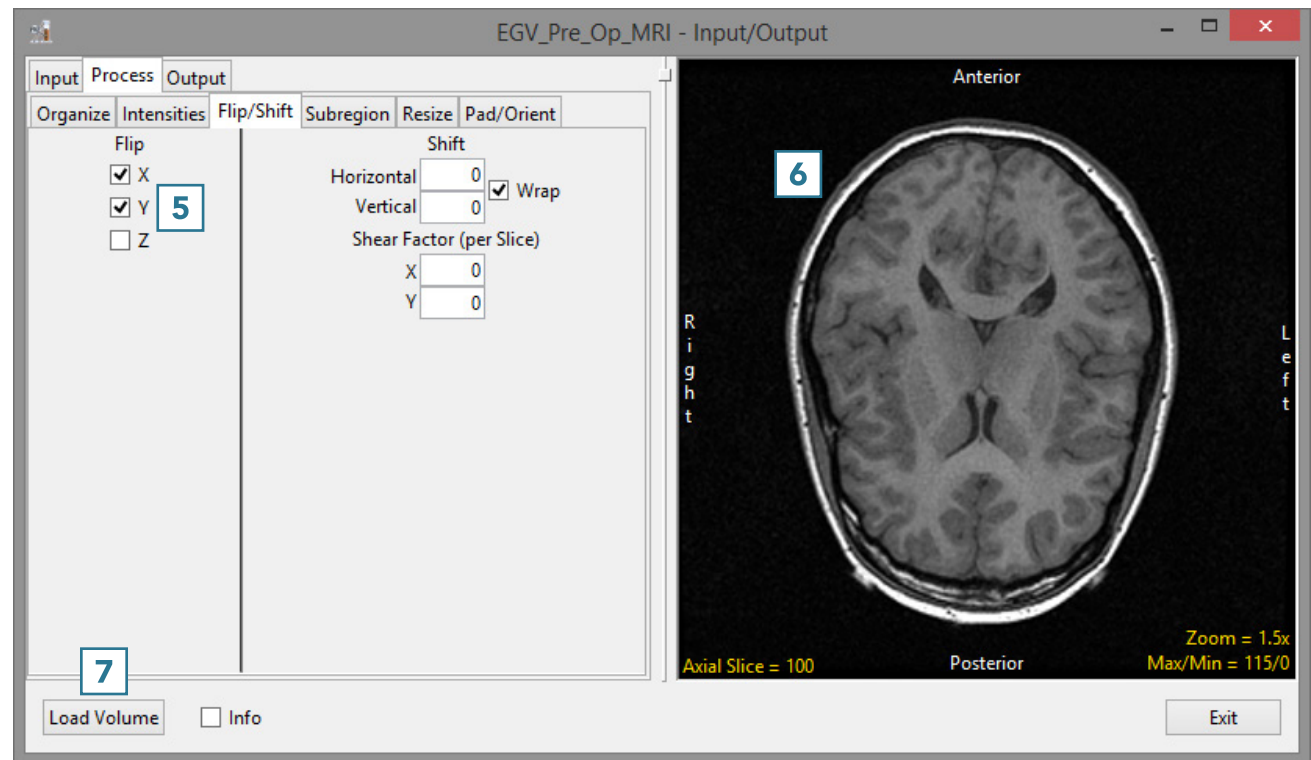 EGV_Pre_Op_MRI - Input/Output
Input Process Output
Organize Intensities Flip/Shift Subregion Resize Pad/Orient
Flip
X
Y
Z
5
Shift
Horizontal 0
Vertical 0
Wrap
Shear Factor (per Slice)
X 0
Y 0
Anterior
6
Right
Left
Zoom = 1.5x
Axial Slice = 100
Posterior
Max/Min = 115/0
7
Load Volume
Info
Exit